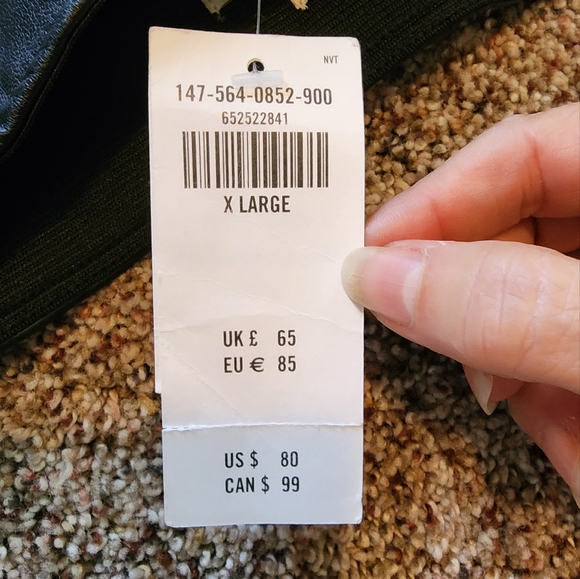 NVT
147-564-0852-900
652522841
X LARGE
UK £ 65
EU € 85
US $ 80
CAN $ 99